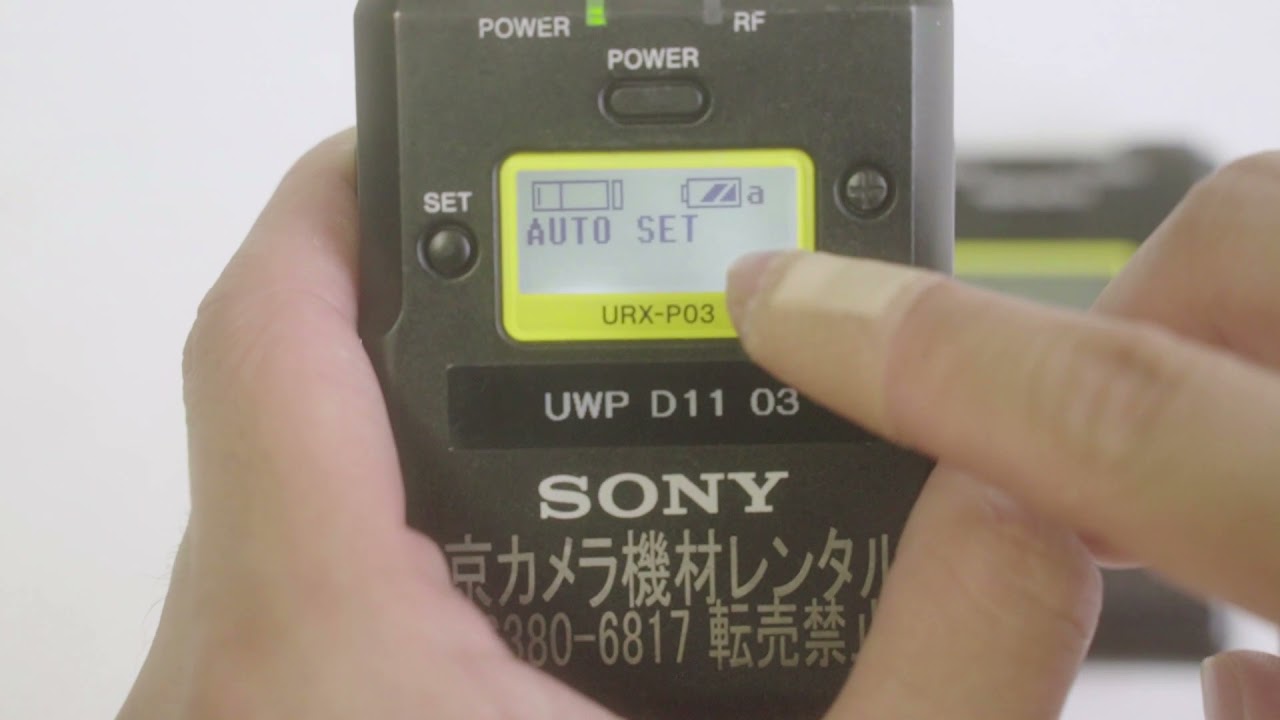 POWER RF
POWER
SET
a
AUTO SET
URX-P03
UWP D11 03
SONY
京カメラ機材レンタル
380-6817 転売禁止